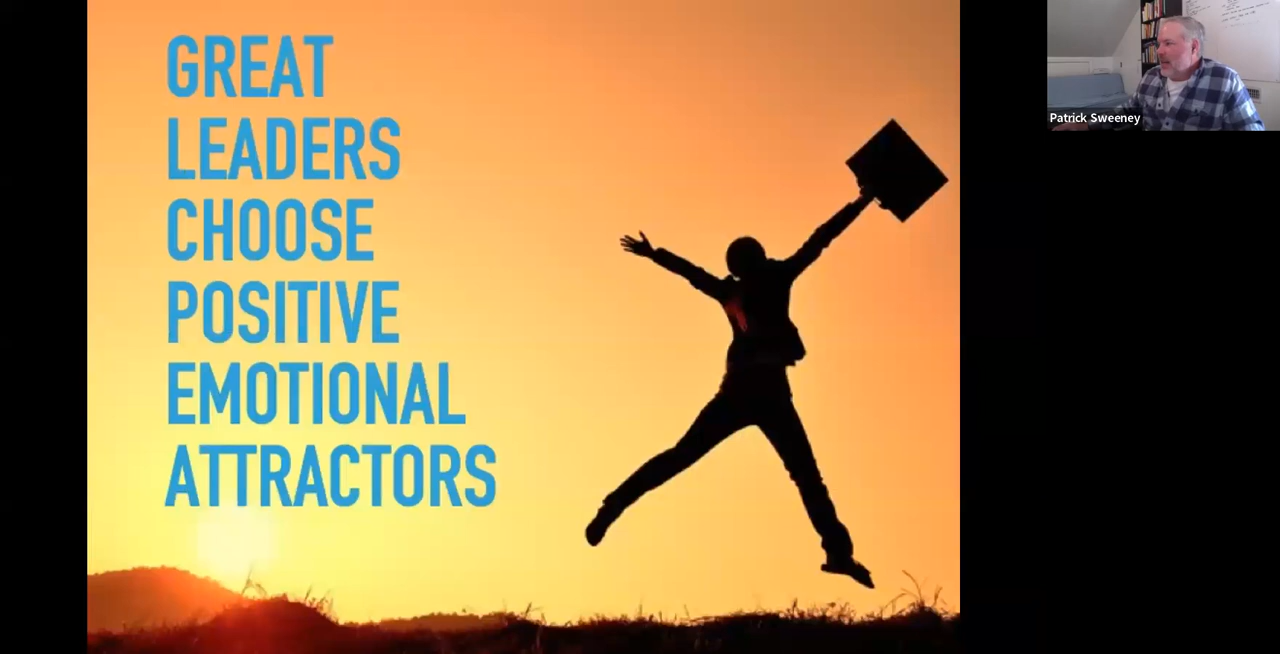 GREAT
LEADERS
CHOOSE
POSITIVE
EMOTIONAL
ATTRACTORS
Patrick Sweeney